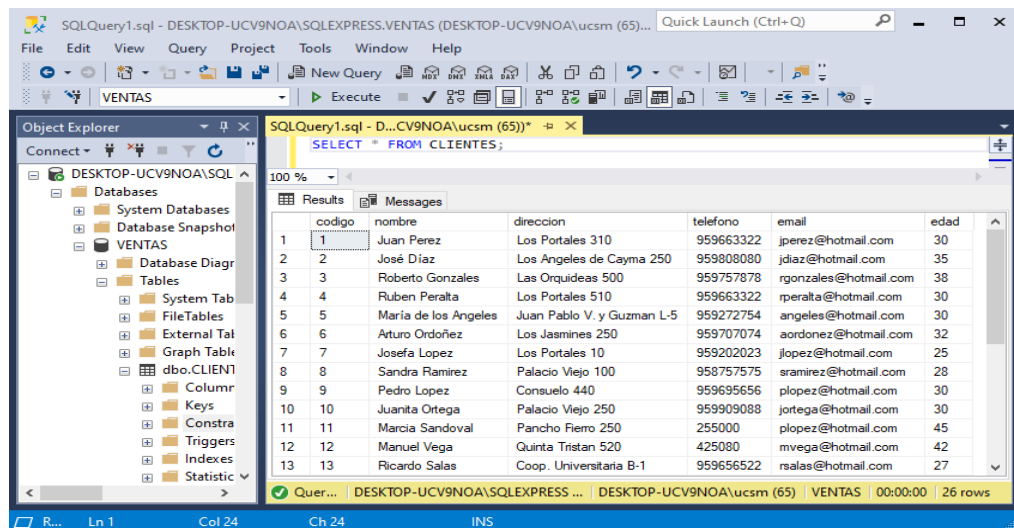 SQLQuery1.sql - DESKTOP-UCV9NOA\SQLEXPRESS.VENTAS (DESKTOP-UCV9NOA\ucsm (65)...
Quick Launch (Ctrl+Q)
File Edit View Query Project Tools Window Help
New Query MDX DMX XMLA DAX
VENTAS Execute
Object Explorer
SQLQuery1.sql - D...CV9NOA\ucsm (65))*
Connect
SELECT * FROM CLIENTES;
DESKTOP-UCV9NOA\SQL
Databases
System Databases
Database Snapshot
VENTAS
Database Diagr
Tables
System Tab
FileTables
External Tal
Graph Table
dbo.CLIENT
Column
Keys
Constra
Triggers
Indexes
Statistic
100 %
Results Messages
codigo nombre direccion telefono email edad
1 1 Juan Perez Los Portales 310 959663322 jperez@hotmail.com 30
2 2 José Díaz Los Angeles de Cayma 250 959808080 jdiaz@hotmail.com 35
3 3 Roberto Gonzales Las Orquideas 500 959757878 rgonzales@hotmail.com 38
4 4 Ruben Peralta Los Portales 510 959663322 rperalta@hotmail.com 30
5 5 María de los Angeles Juan Pablo V. y Guzman L-5 959272754 angeles@hotmail.com 30
6 6 Arturo Ordoñez Los Jasmines 250 959707074 aordonez@hotmail.com 32
7 7 Josefa Lopez Los Portales 10 959202023 jlopez@hotmail.com 25
8 8 Sandra Ramirez Palacio Viejo 100 958757575 sramirez@hotmail.com 28
9 9 Pedro Lopez Consuelo 440 959695656 plopez@hotmail.com 30
10 10 Juanita Ortega Palacio Viejo 250 959909088 jortega@hotmail.com 30
11 11 Marcia Sandoval Pancho Fierro 250 255000 plopez@hotmail.com 45
12 12 Manuel Vega Quinta Tristan 520 425080 mvega@hotmail.com 42
13 13 Ricardo Salas Coop. Universitaria B-1 959656522 rsalas@hotmail.com 27
Quer... DESKTOP-UCV9NOA\SQLEXPRESS ... DESKTOP-UCV9NOA\ucsm (65) VENTAS 00:00:00 26 rows
R... Ln 1 Col 24 Ch 24 INS